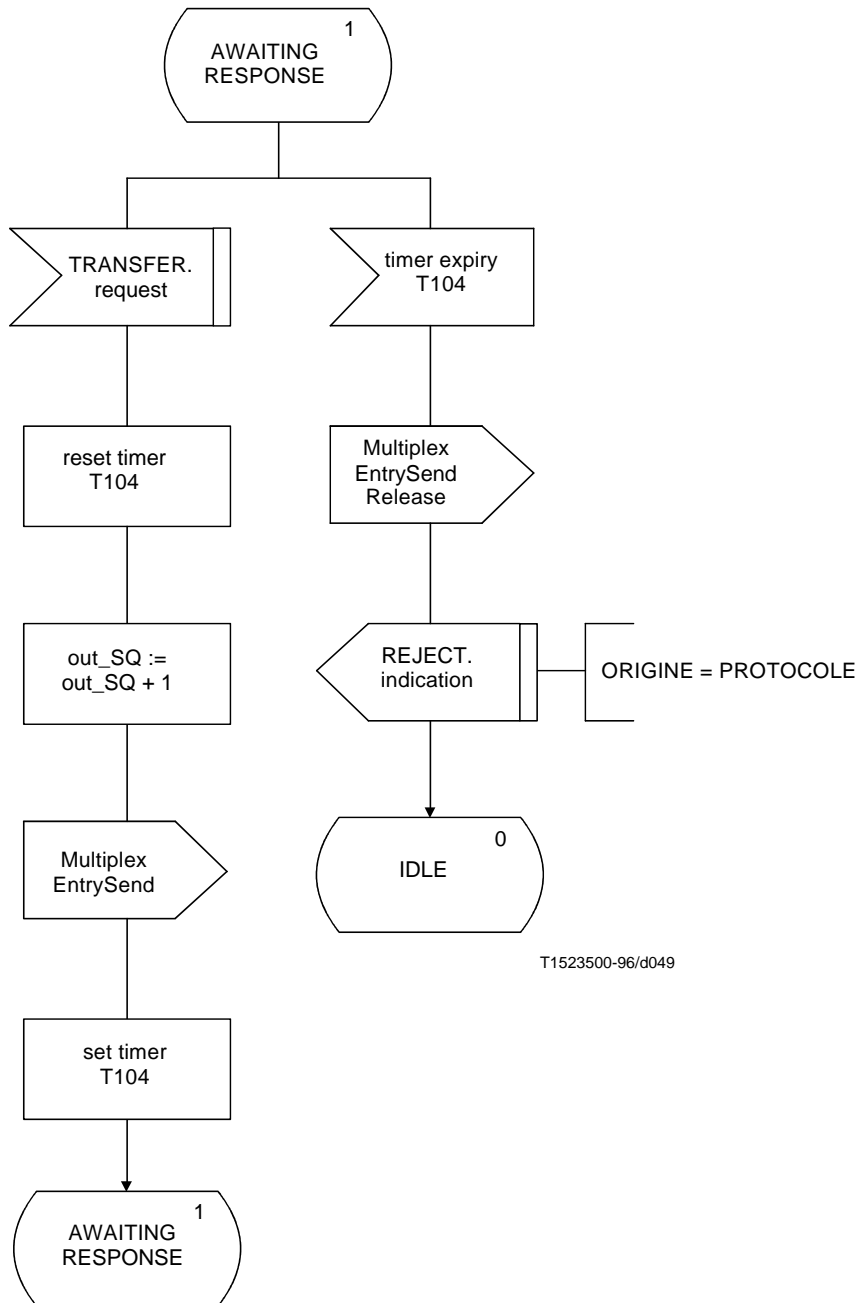 1
AWAITING
RESPONSE
TRANSFER.
request
timer expiry
T104
reset timer
T104
Multiplex
EntrySend
Release
out_SQ :=
out_SQ + 1
REJECT.
indication
ORIGINE = PROTOCOLE
Multiplex
EntrySend
0
IDLE
T1523500-96/d049
set timer
T104
1
AWAITING
RESPONSE